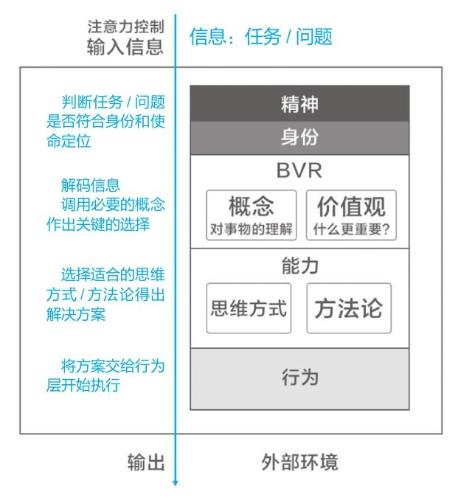 注意力控制
输入信息
信息：任务 / 问题
判断任务 / 问题
是否符合身份和使
命定位
精神
身份
解码信息
调用必要的概念
作出关键的选择
BVR
概念
对事物的理解
价值观
什么更重要?
选择适合的思维
方式 / 方法论得出
解决方案
能力
思维方式
方法论
将方案交给行为
层开始执行
行为
输出
外部环境